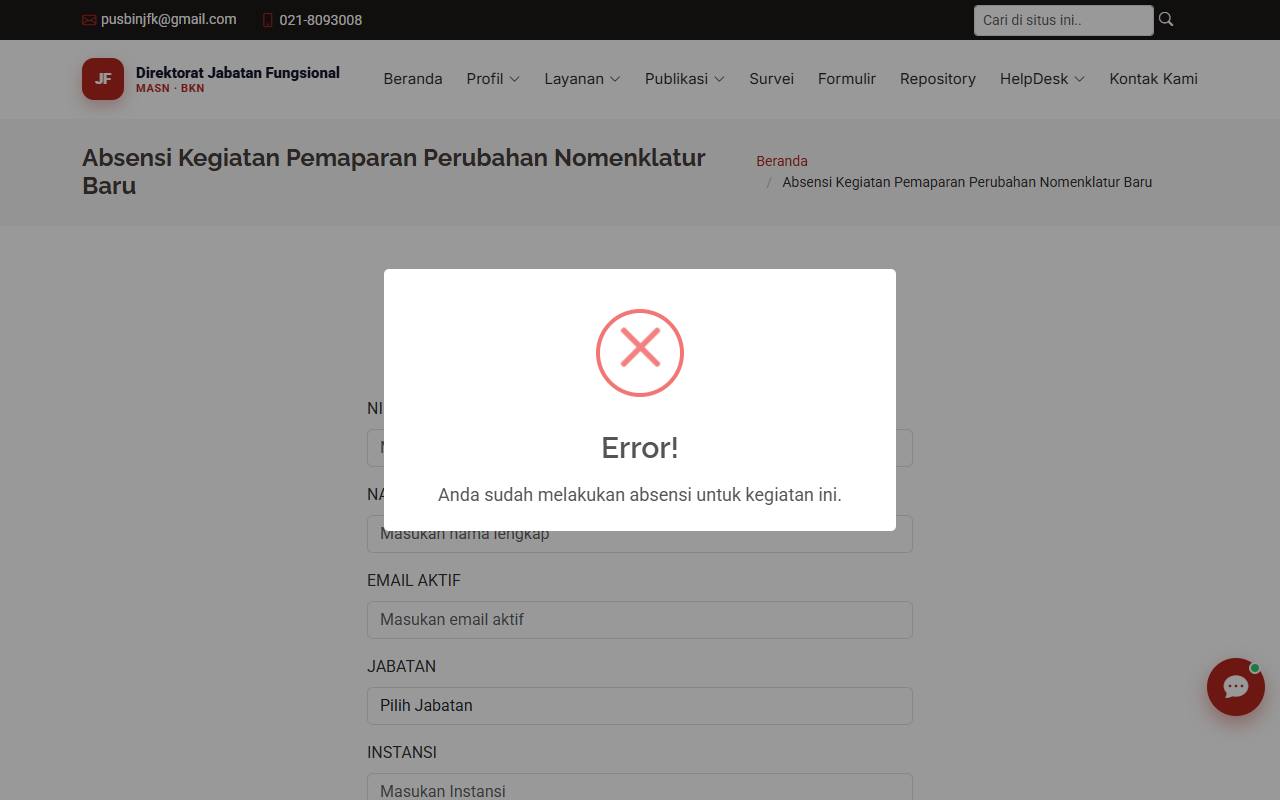 pusbinjfk@gmail.com
021-8093008
Cari di situs ini..
JF
Direktorat Jabatan Fungsional
MASN · BKN
Beranda
Profil
Layanan
Publikasi
Survei
Formulir
Repository
HelpDesk
Kontak Kami
Absensi Kegiatan Pemaparan Perubahan Nomenklatur
Baru
Beranda
/ Absensi Kegiatan Pemaparan Perubahan Nomenklatur Baru
Error!
Anda sudah melakukan absensi untuk kegiatan ini.
Masukan nama lengkap
EMAIL AKTIF
Masukan email aktif
JABATAN
Pilih Jabatan
INSTANSI
Masukan Instansi